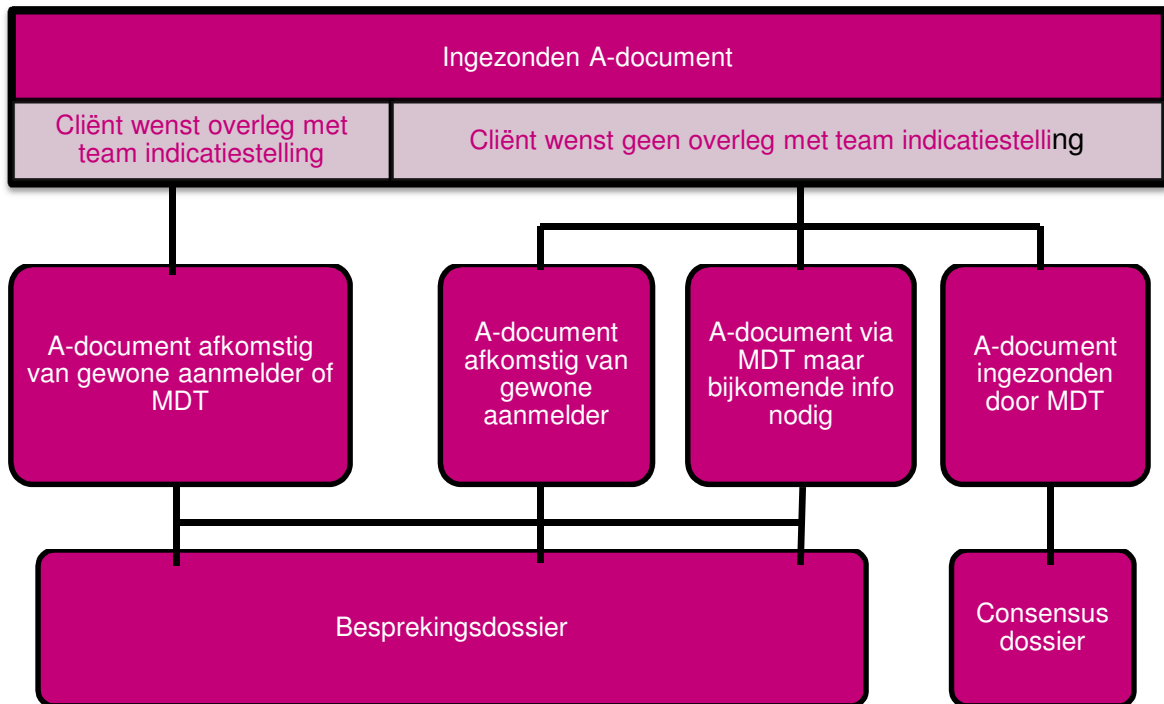 Ingezonden A-document
Cliënt wenst overleg met
team indicatiestelling
Cliënt wenst geen overleg met team indicatiestelling
A-document afkomstig
van gewone aanmelder of
MDT
A-document
afkomstig van
gewone
aanmelder
A-document via
MDT maar
bijkomende info
nodig
A-document
ingezonden
door MDT
Besprekingsdossier
Consensus
dossier